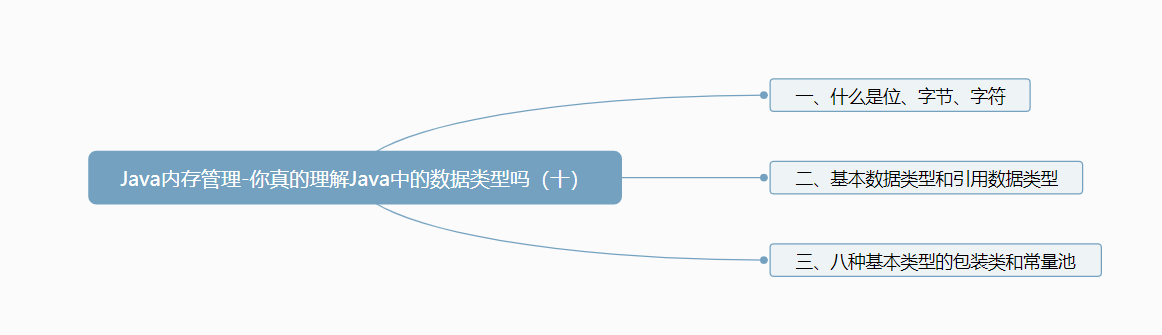 一、什么是位、字节、字符
Java内存管理-你真的理解Java中的数据类型吗（十）
二、基本数据类型和引用数据类型
三、八种基本类型的包装类和常量池